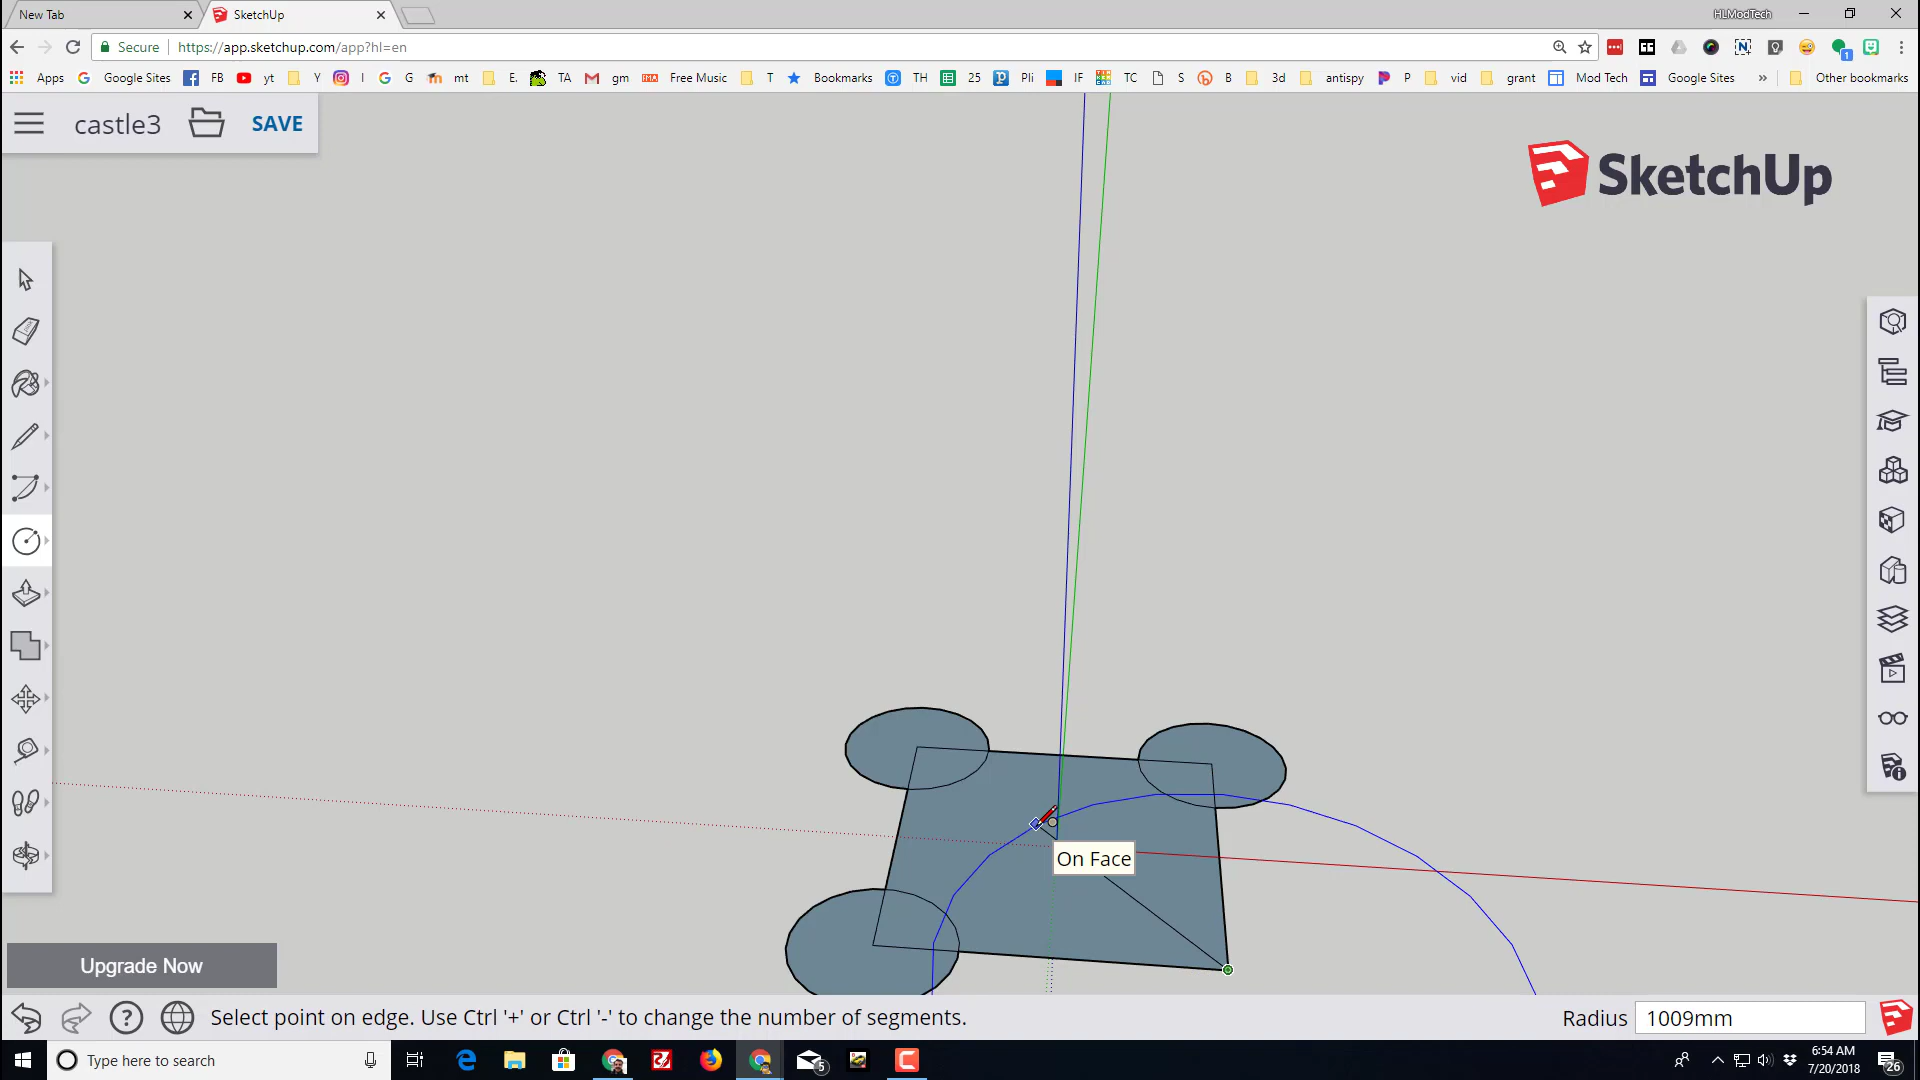 New Tab
SketchUp
HLModTech
Secure
https://app.sketchup.com/app?hl=en
Apps
Google Sites
FB
yt
Y
I
G
G
mt
E.
TA
gm
Free Music
T
Bookmarks
TH
25
Pli
IF
TC
S
B
3d
antispy
P
vid
grant
Mod Tech
Google Sites
»
Other bookmarks
castle3
SAVE
SketchUp
On Face
Upgrade Now
Select point on edge. Use Ctrl '+' or Ctrl '-' to change the number of segments.
Radius
1009mm
Type here to search
5
6:54 AM
7/20/2018
26